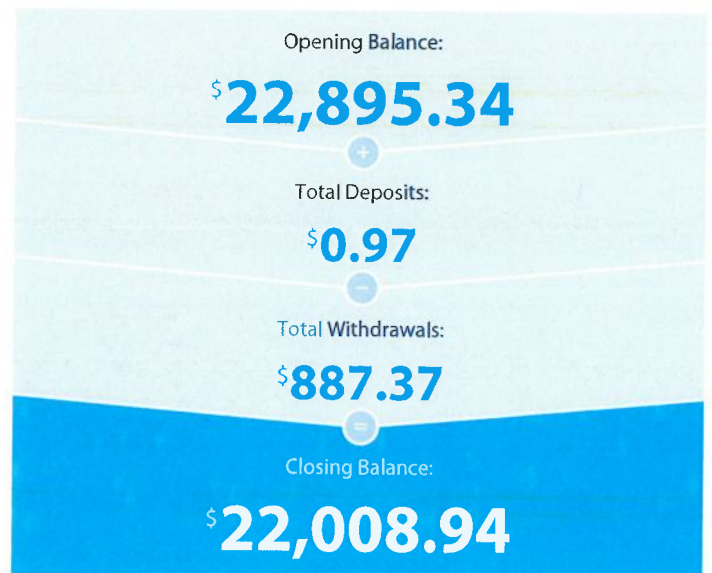 Opening Balance:
$22,895.34
+
Total Deposits:
$0.97
−
Total Withdrawals:
$887.37
=
Closing Balance:
$22,008.94